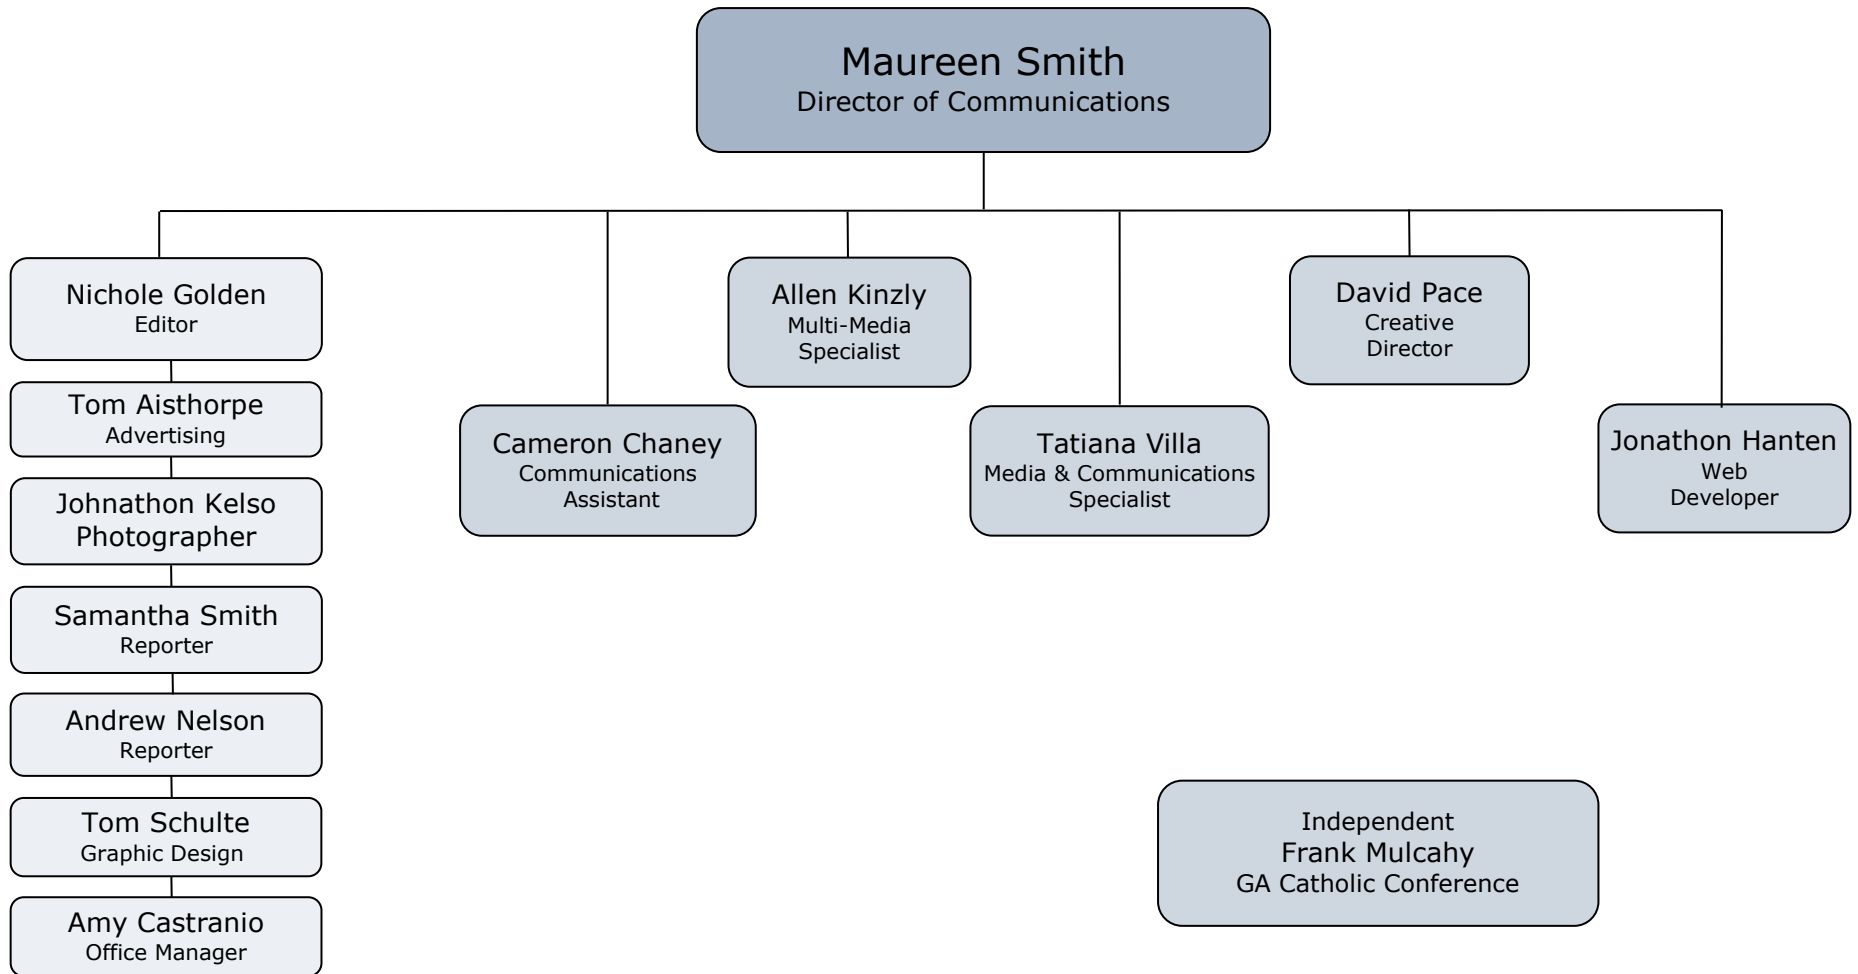 Maureen Smith
Director of Communications
Nichole Golden
Editor
Tom Aisthorpe
Advertising
Johnathon Kelso
Photographer
Samantha Smith
Reporter
Andrew Nelson
Reporter
Tom Schulte
Graphic Design
Amy Castranio
Office Manager
Cameron Chaney
Communications
Assistant
Allen Kinzly
Multi-Media
Specialist
Tatiana Villa
Media & Communications
Specialist
David Pace
Creative
Director
Jonathon Hanten
Web
Developer
Independent
Frank Mulcahy
GA Catholic Conference